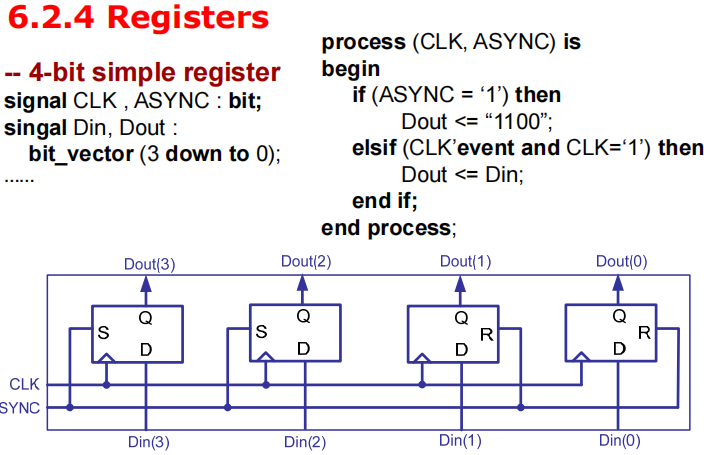 6.2.4 Registers
-- 4-bit simple register
signal CLK , ASYNC : bit;
singal Din, Dout :
bit_vector (3 down to 0);
......
process (CLK, ASYNC) is
begin
if (ASYNC = ‘1’) then
Dout <= “1100”;
elsif (CLK’event and CLK=‘1’) then
Dout <= Din;
end if;
end process;
Dout(3) Dout(2) Dout(1) Dout(0)
Q Q Q Q
S S R R
D D D D
CLK
SYNC
Din(3) Din(2) Din(1) Din(0)